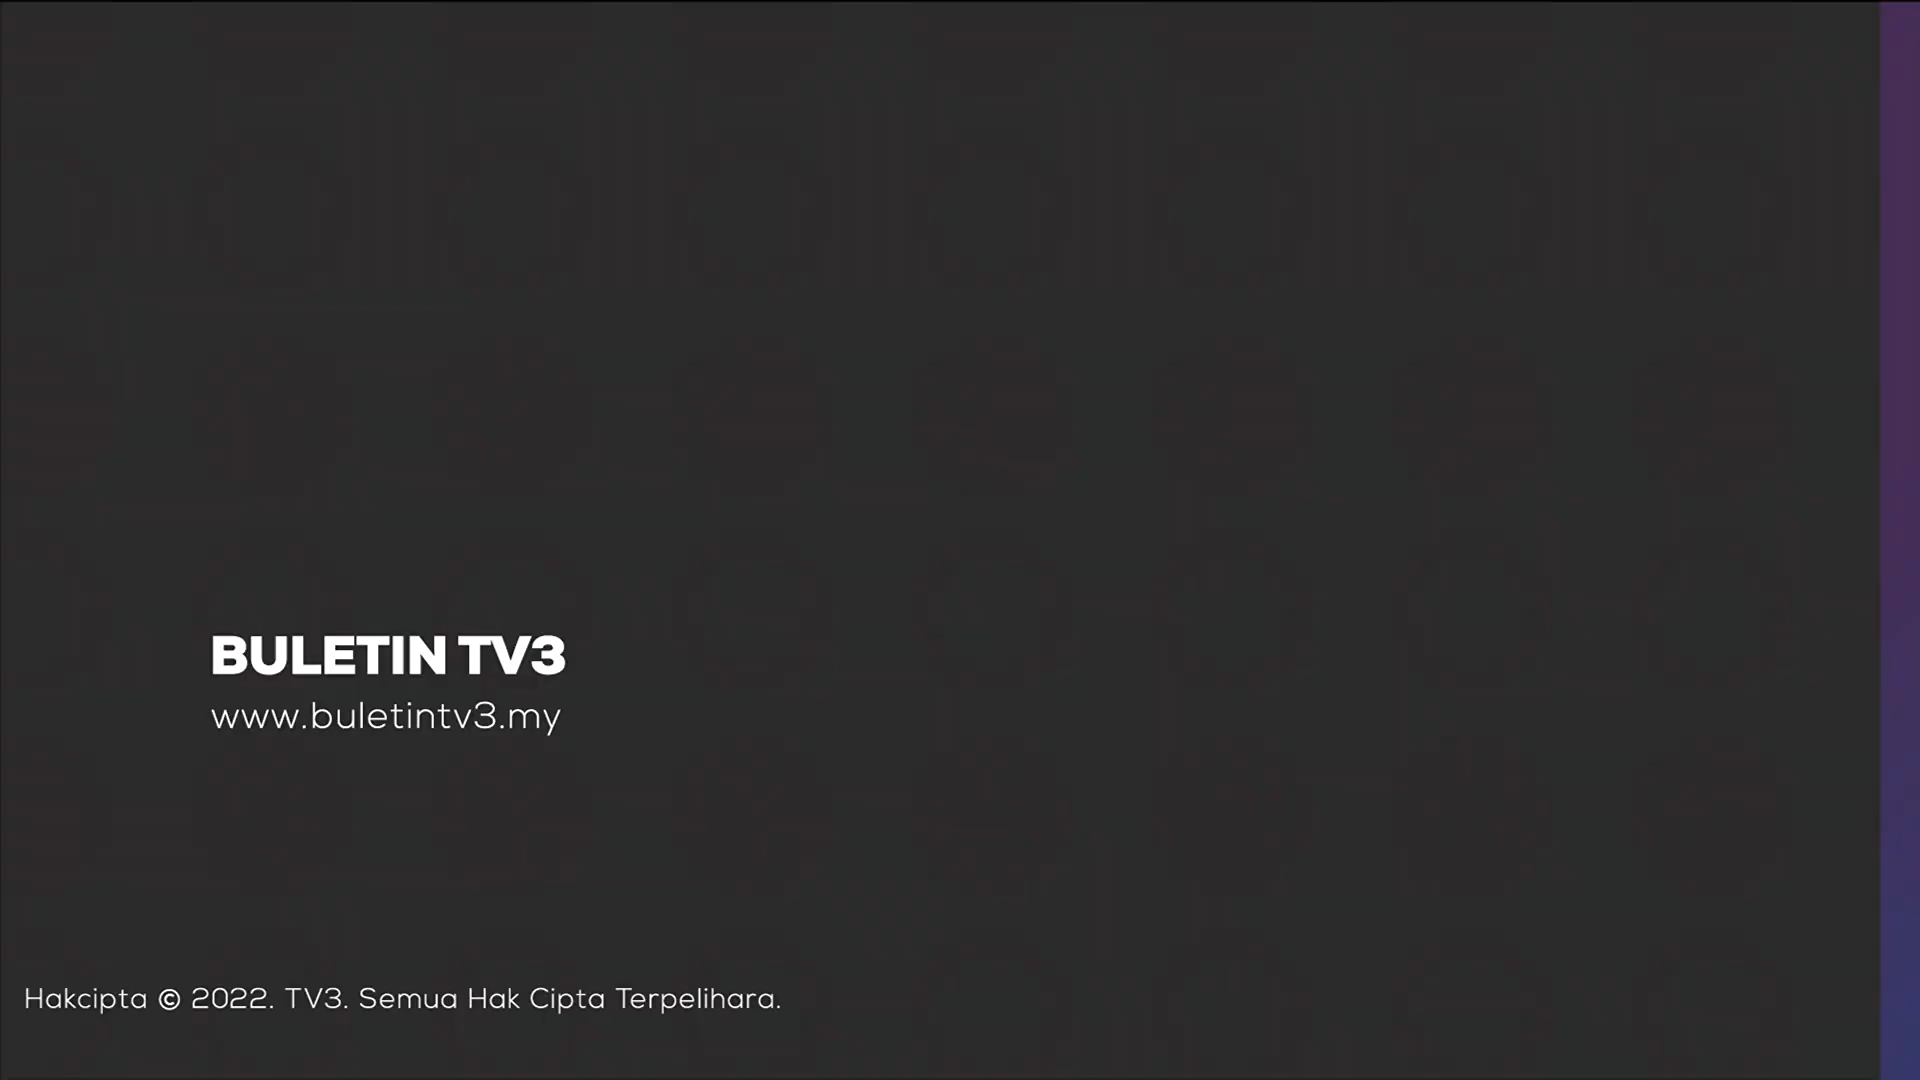 BULETIN TV3
www.buletintv3.my
Hakcipta © 2022. TV3. Semua Hak Cipta Terpelihara.